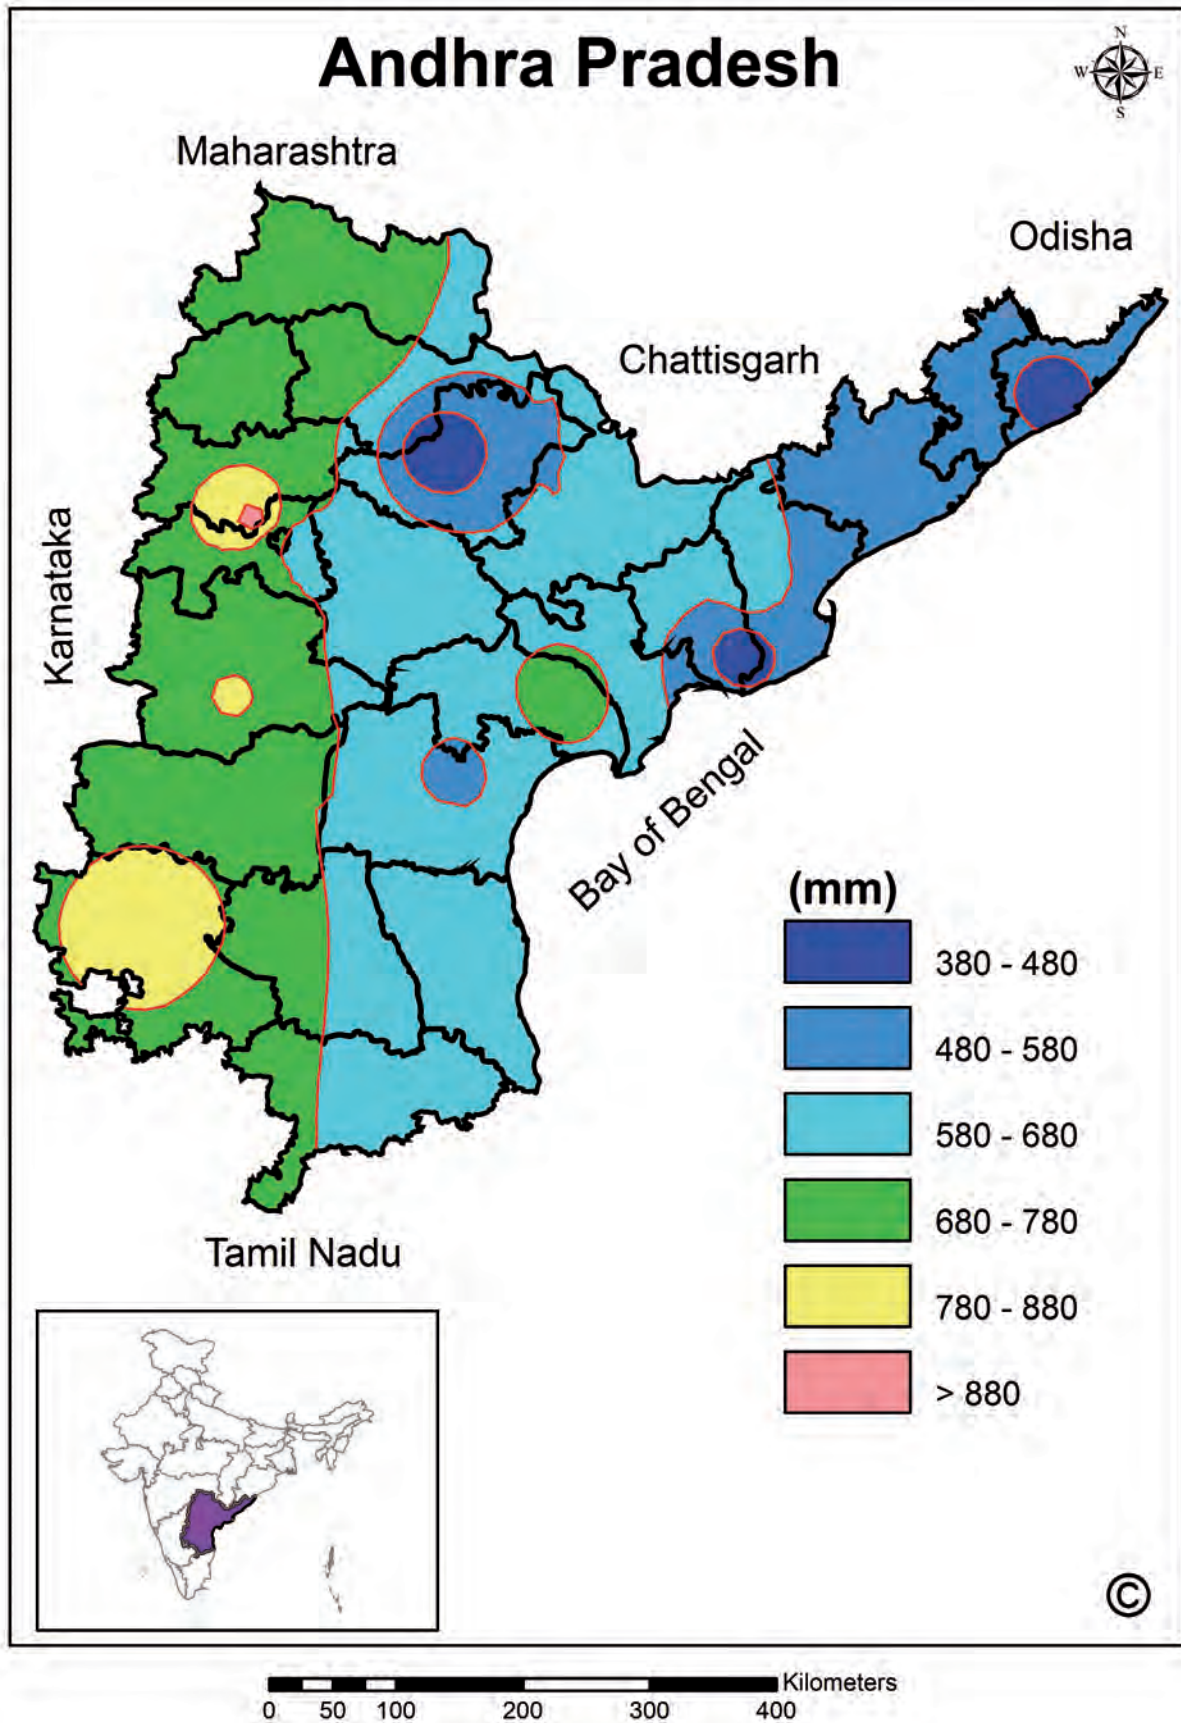 Andhra Pradesh
N
W
E
S
Maharashtra
Odisha
Chattisgarh
Karnataka
Bay of Bengal
(mm)
380 - 480
480 - 580
580 - 680
680 - 780
780 - 880
> 880
Tamil Nadu
©
Kilometers
0 50 100 200 300 400